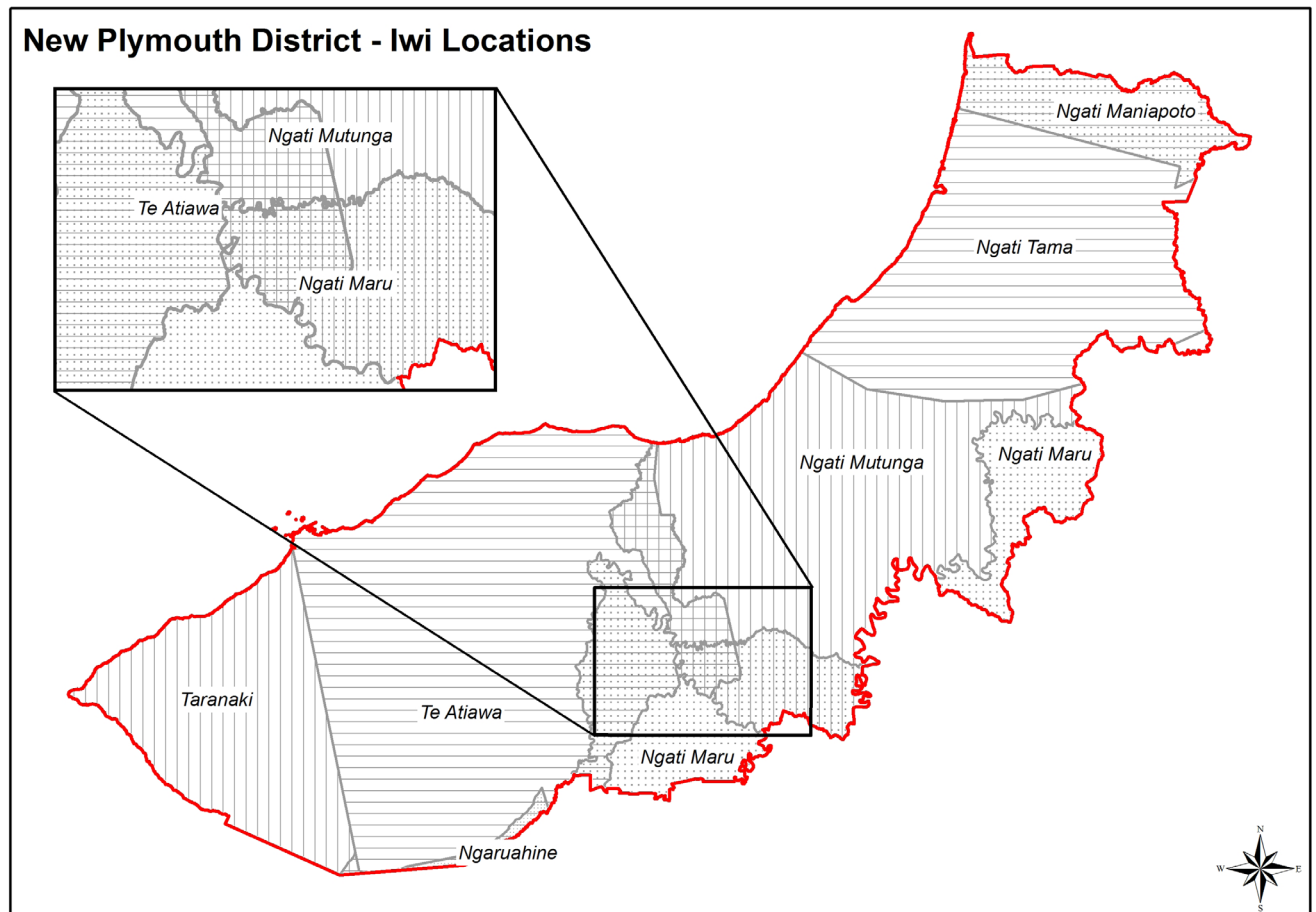 New Plymouth District - Iwi Locations
Ngati Maniapoto
Ngati Mutunga
Te Atiawa
Ngati Maru
Ngati Tama
Ngati Mutunga
Ngati Maru
Taranaki
Te Atiawa
Ngati Maru
Ngaruahine
N
W
E
S